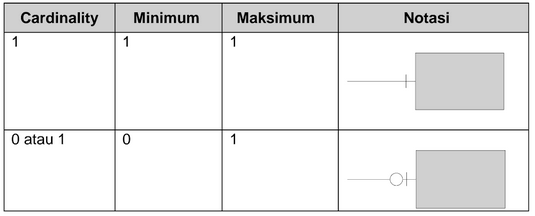 Cardinality Minimum Maksimum Notasi
1 1 1
0 atau 1 0 1